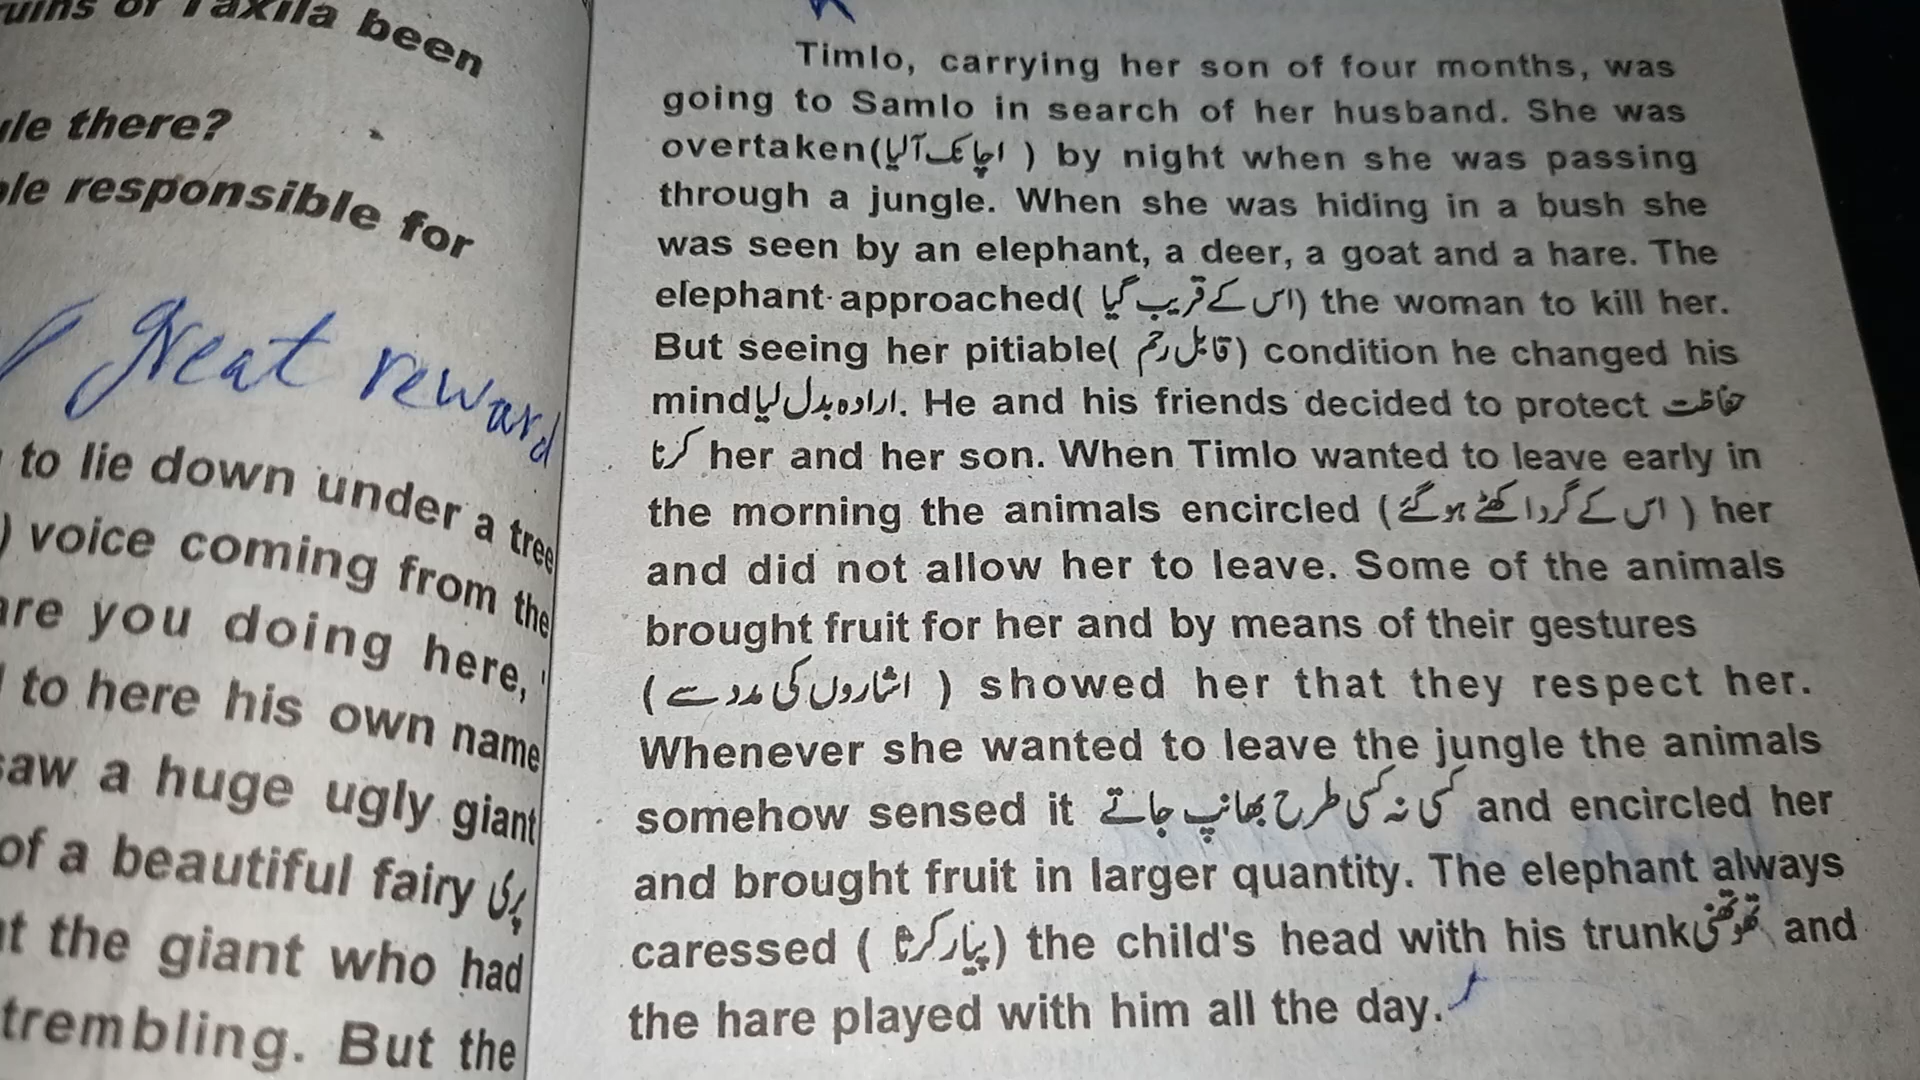 ruins of Taxila been
there?
responsible for
great reward
to lie down under a tree
) voice coming from the
are you doing here, '
to here his own name
saw a huge ugly giant
of a beautiful fairy پری
the giant who had
trembling. But the
Timlo, carrying her son of four months, was
going to Samlo in search of her husband. She was
overtaken(اچانک آلیا) by night when she was passing
through a jungle. When she was hiding in a bush she
was seen by an elephant, a deer, a goat and a hare. The
elephant approached(اس کے قریب گیا) the woman to kill her.
But seeing her pitiable(قابل رحم) condition he changed his
mindارادہ بدل لیا. He and his friends decided to protect حفاظت
کرنا her and her son. When Timlo wanted to leave early in
the morning the animals encircled (اس کے گرد اکٹھے ہو گئے) her
and did not allow her to leave. Some of the animals
brought fruit for her and by means of their gestures
(اشاروں کی مدد سے) showed her that they respect her.
Whenever she wanted to leave the jungle the animals
somehow sensed it کسی نہ کسی طرح بھانپ جاتے and encircled her
and brought fruit in larger quantity. The elephant always
caressed (پیار کرتا) the child's head with his trunk and
the hare played with him all the day.